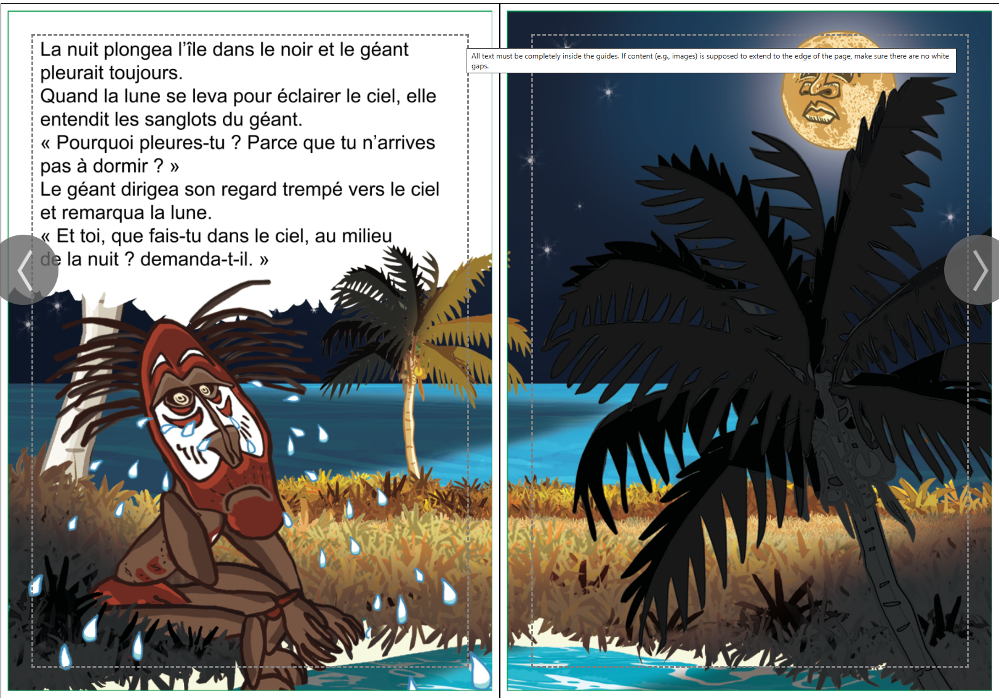 La nuit plongea l’île dans le noir et le géant
pleurait toujours.
Quand la lune se leva pour éclairer le ciel, elle
entendit les sanglots du géant.
« Pourquoi pleures-tu ? Parce que tu n’arrives
pas à dormir ? »
Le géant dirigea son regard trempé vers le ciel
et remarqua la lune.
« Et toi, que fais-tu dans le ciel, au milieu
de la nuit ? demanda-t-il. »
All text must be completely inside the guides. If content (e.g., images) is supposed to extend to the edge of the page, make sure there are no white
gaps.